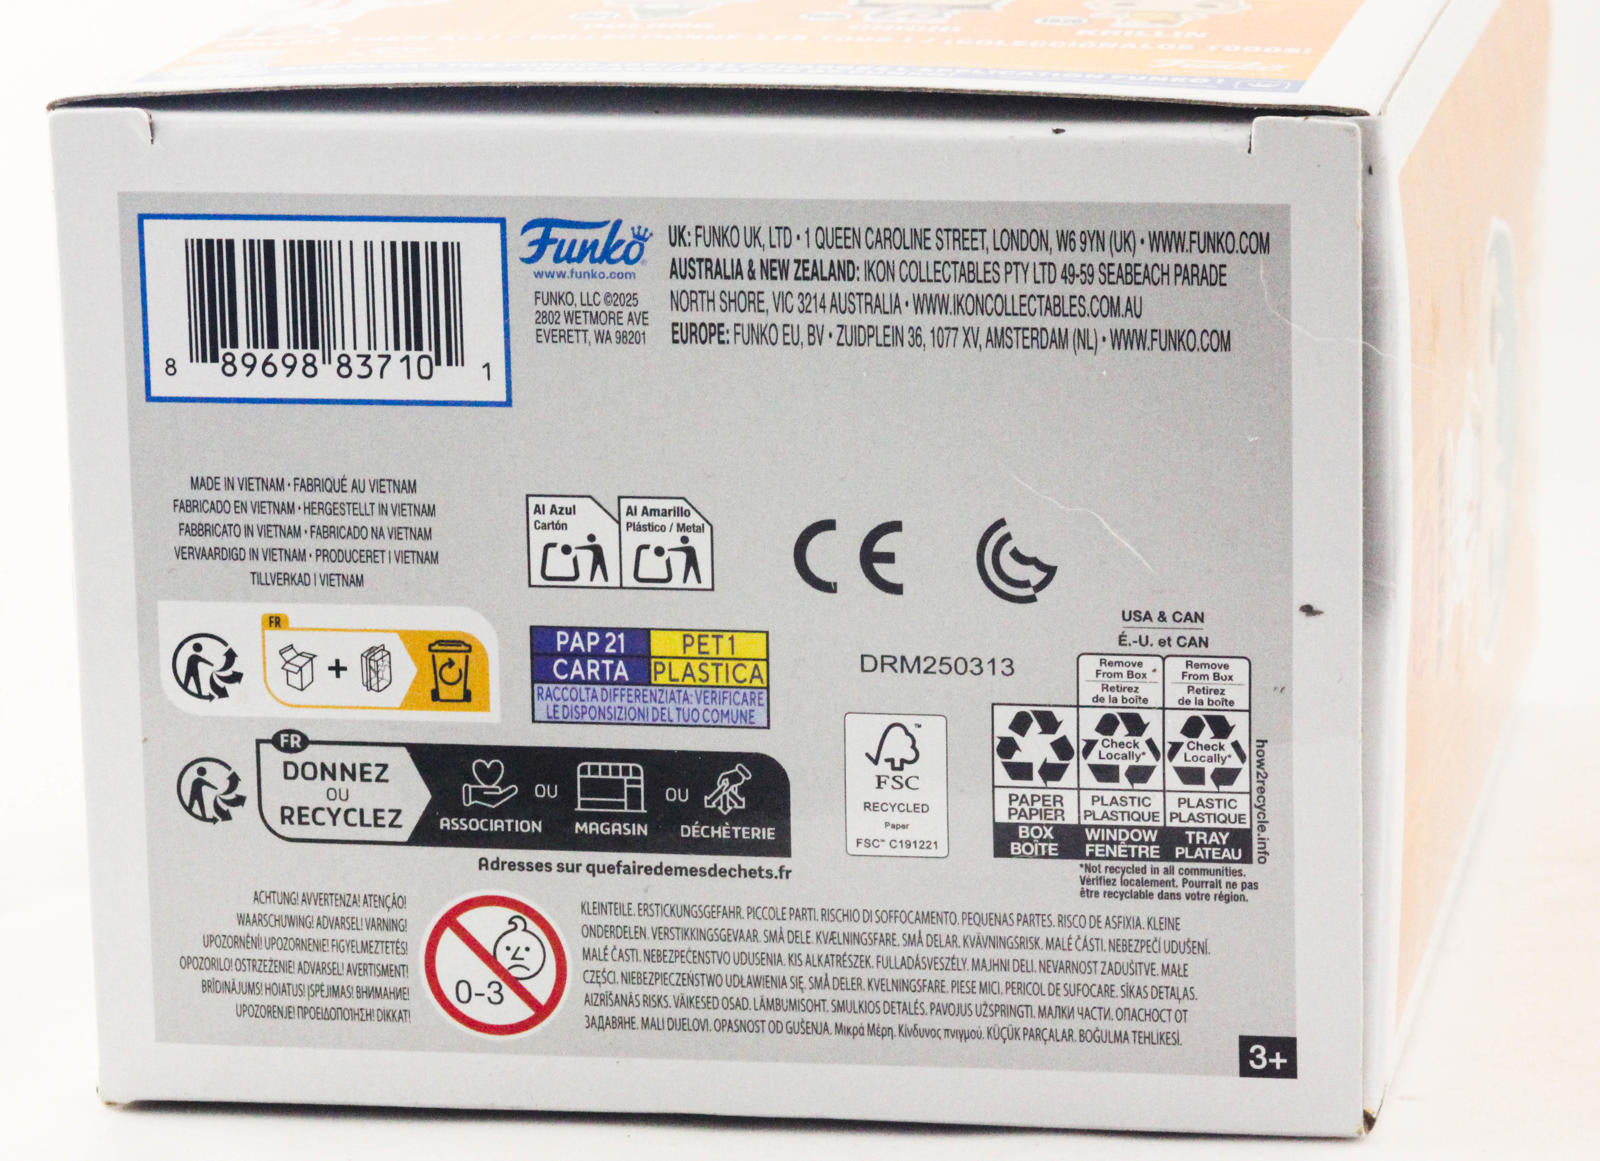 KRILLIN
8 89698 83710 1
Funko
www.funko.com
FUNKO, LLC ©2025
2802 WETMORE AVE
EVERETT, WA 98201
UK: FUNKO UK, LTD • 1 QUEEN CAROLINE STREET, LONDON, W6 9YN (UK) • WWW.FUNKO.COM
AUSTRALIA & NEW ZEALAND: IKON COLLECTABLES PTY LTD 49-59 SEABEACH PARADE
NORTH SHORE, VIC 3214 AUSTRALIA • WWW.IKONCOLLECTABLES.COM.AU
EUROPE: FUNKO EU, BV • ZUIDPLEIN 36, 1077 XV, AMSTERDAM (NL) • WWW.FUNKO.COM
MADE IN VIETNAM • FABRIQUÉ AU VIETNAM
FABRICADO EN VIETNAM • HERGESTELLT IN VIETNAM
FABBRICATO IN VIETNAM • FABRICADO NA VIETNAM
VERVAARDIGD IN VIETNAM • PRODUCERET I VIETNAM
TILLVERKAD I VIETNAM
Al Azul
Cartón
Al Amarillo
Plástico / Metal
CE
FR
PAP 21
CARTA
PET1
PLASTICA
RACCOLTA DIFFERENZIATA: VERIFICARE
LE DISPONSIZIONI DEL TUO COMUNE
DRM250313
FR
DONNEZ
OU
RECYCLEZ
ASSOCIATION
OU
MAGASIN
OU
DÉCHÈTERIE
Adresses sur quefairedemesdechets.fr
™
FSC
RECYCLED
Paper
FSC™ C191221
USA & CAN
É.-U. et CAN
Remove
From Box
Retirez
de la boîte
Remove
From Box
Retirez
de la boîte
Check
Locally*
Check
Locally*
PAPER
PAPIER
PLASTIC
PLASTIQUE
PLASTIC
PLASTIQUE
BOX
BOÎTE
WINDOW
FENÊTRE
TRAY
PLATEAU
how2recycle.info
*Not recycled in all communities.
Vérifiez localement. Pourrait ne pas
être recyclable dans votre région.
ACHTUNG! AVVERTENZA! ATENÇÃO!
WAARSCHUWING! ADVARSEL! VARNING!
UPOZORNĚNÍ! UPOZORNENIE! FIGYELMEZTETÉS!
OPOZORILO! OSTRZEŻENIE! ADVARSEL! AVERTISMENT!
BRĪDINĀJUMS! HOIATUS! ĮSPĖJIMAS! ВНИМАНИЕ!
UPOZORENJE! ΠΡΟΕΙΔΟΠΟΙΗΣΗ! DİKKAT!
0-3
KLEINTEILE. ERSTICKUNGSGEFAHR. PICCOLE PARTI. RISCHIO DI SOFFOCAMENTO. PEQUENAS PARTES. RISCO DE ASFIXIA. KLEINE
ONDERDELEN. VERSTIKKINGSGEVAAR. SMÅ DELE. KVÆLNINGSFARE. SMÅ DELAR. KVÄVNINGSRISK. MALÉ ČÁSTI. NEBEZPEČÍ UDUŠENÍ.
MALÉ ČASTI. NEBEZPEČENSTVO UDUSENIA. KIS ALKATRÉSZEK. FULLADÁSVESZÉLY. MAJHNI DELI. NEVARNOST ZADUŠITVE. MAŁE
CZĘŚCI. NIEBEZPIECZEŃSTWO UDŁAWIENIA SIĘ. SMÅ DELER. KVELNINGSFARE. PIESE MICI. PERICOL DE SUFOCARE. SĪKAS DETAĻAS.
AIZRĪŠANĀS RISKS. VÄIKESED OSAD. LÄMBUMISOHT. SMULKIOS DETALĖS. PAVOJUS UŽSPRINGTI. МАЛКИ ЧАСТИ. ОПАСНОСТ ОТ
ЗАДАВЯНЕ. MALI DIJELOVI. OPASNOST OD GUŠENJA. Μικρά Μέρη. Κίνδυνος πνιγμού. KÜÇÜK PARÇALAR. BOĞULMA TEHLIKESİ.
3+